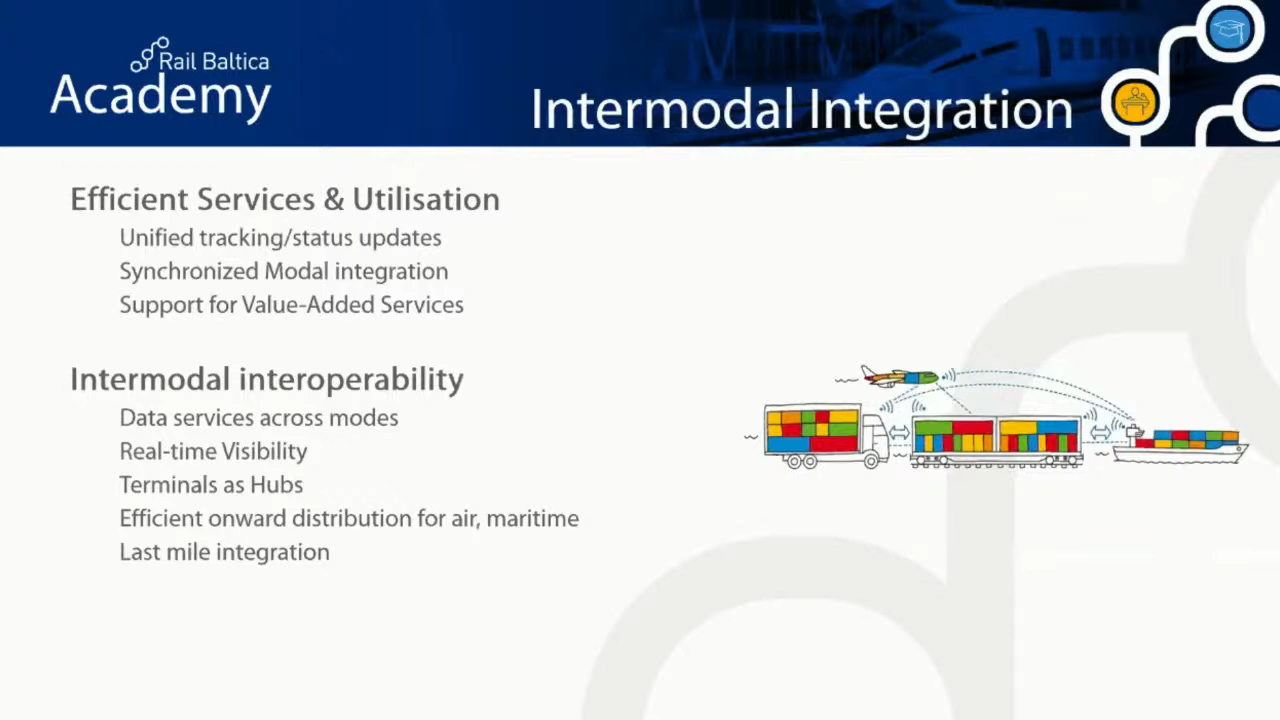 Rail Baltica
Academy
Intermodal Integration
Efficient Services & Utilisation
Unified tracking/status updates
Synchronized Modal integration
Support for Value-Added Services
Intermodal interoperability
Data services across modes
Real-time Visibility
Terminals as Hubs
Efficient onward distribution for air, maritime
Last mile integration